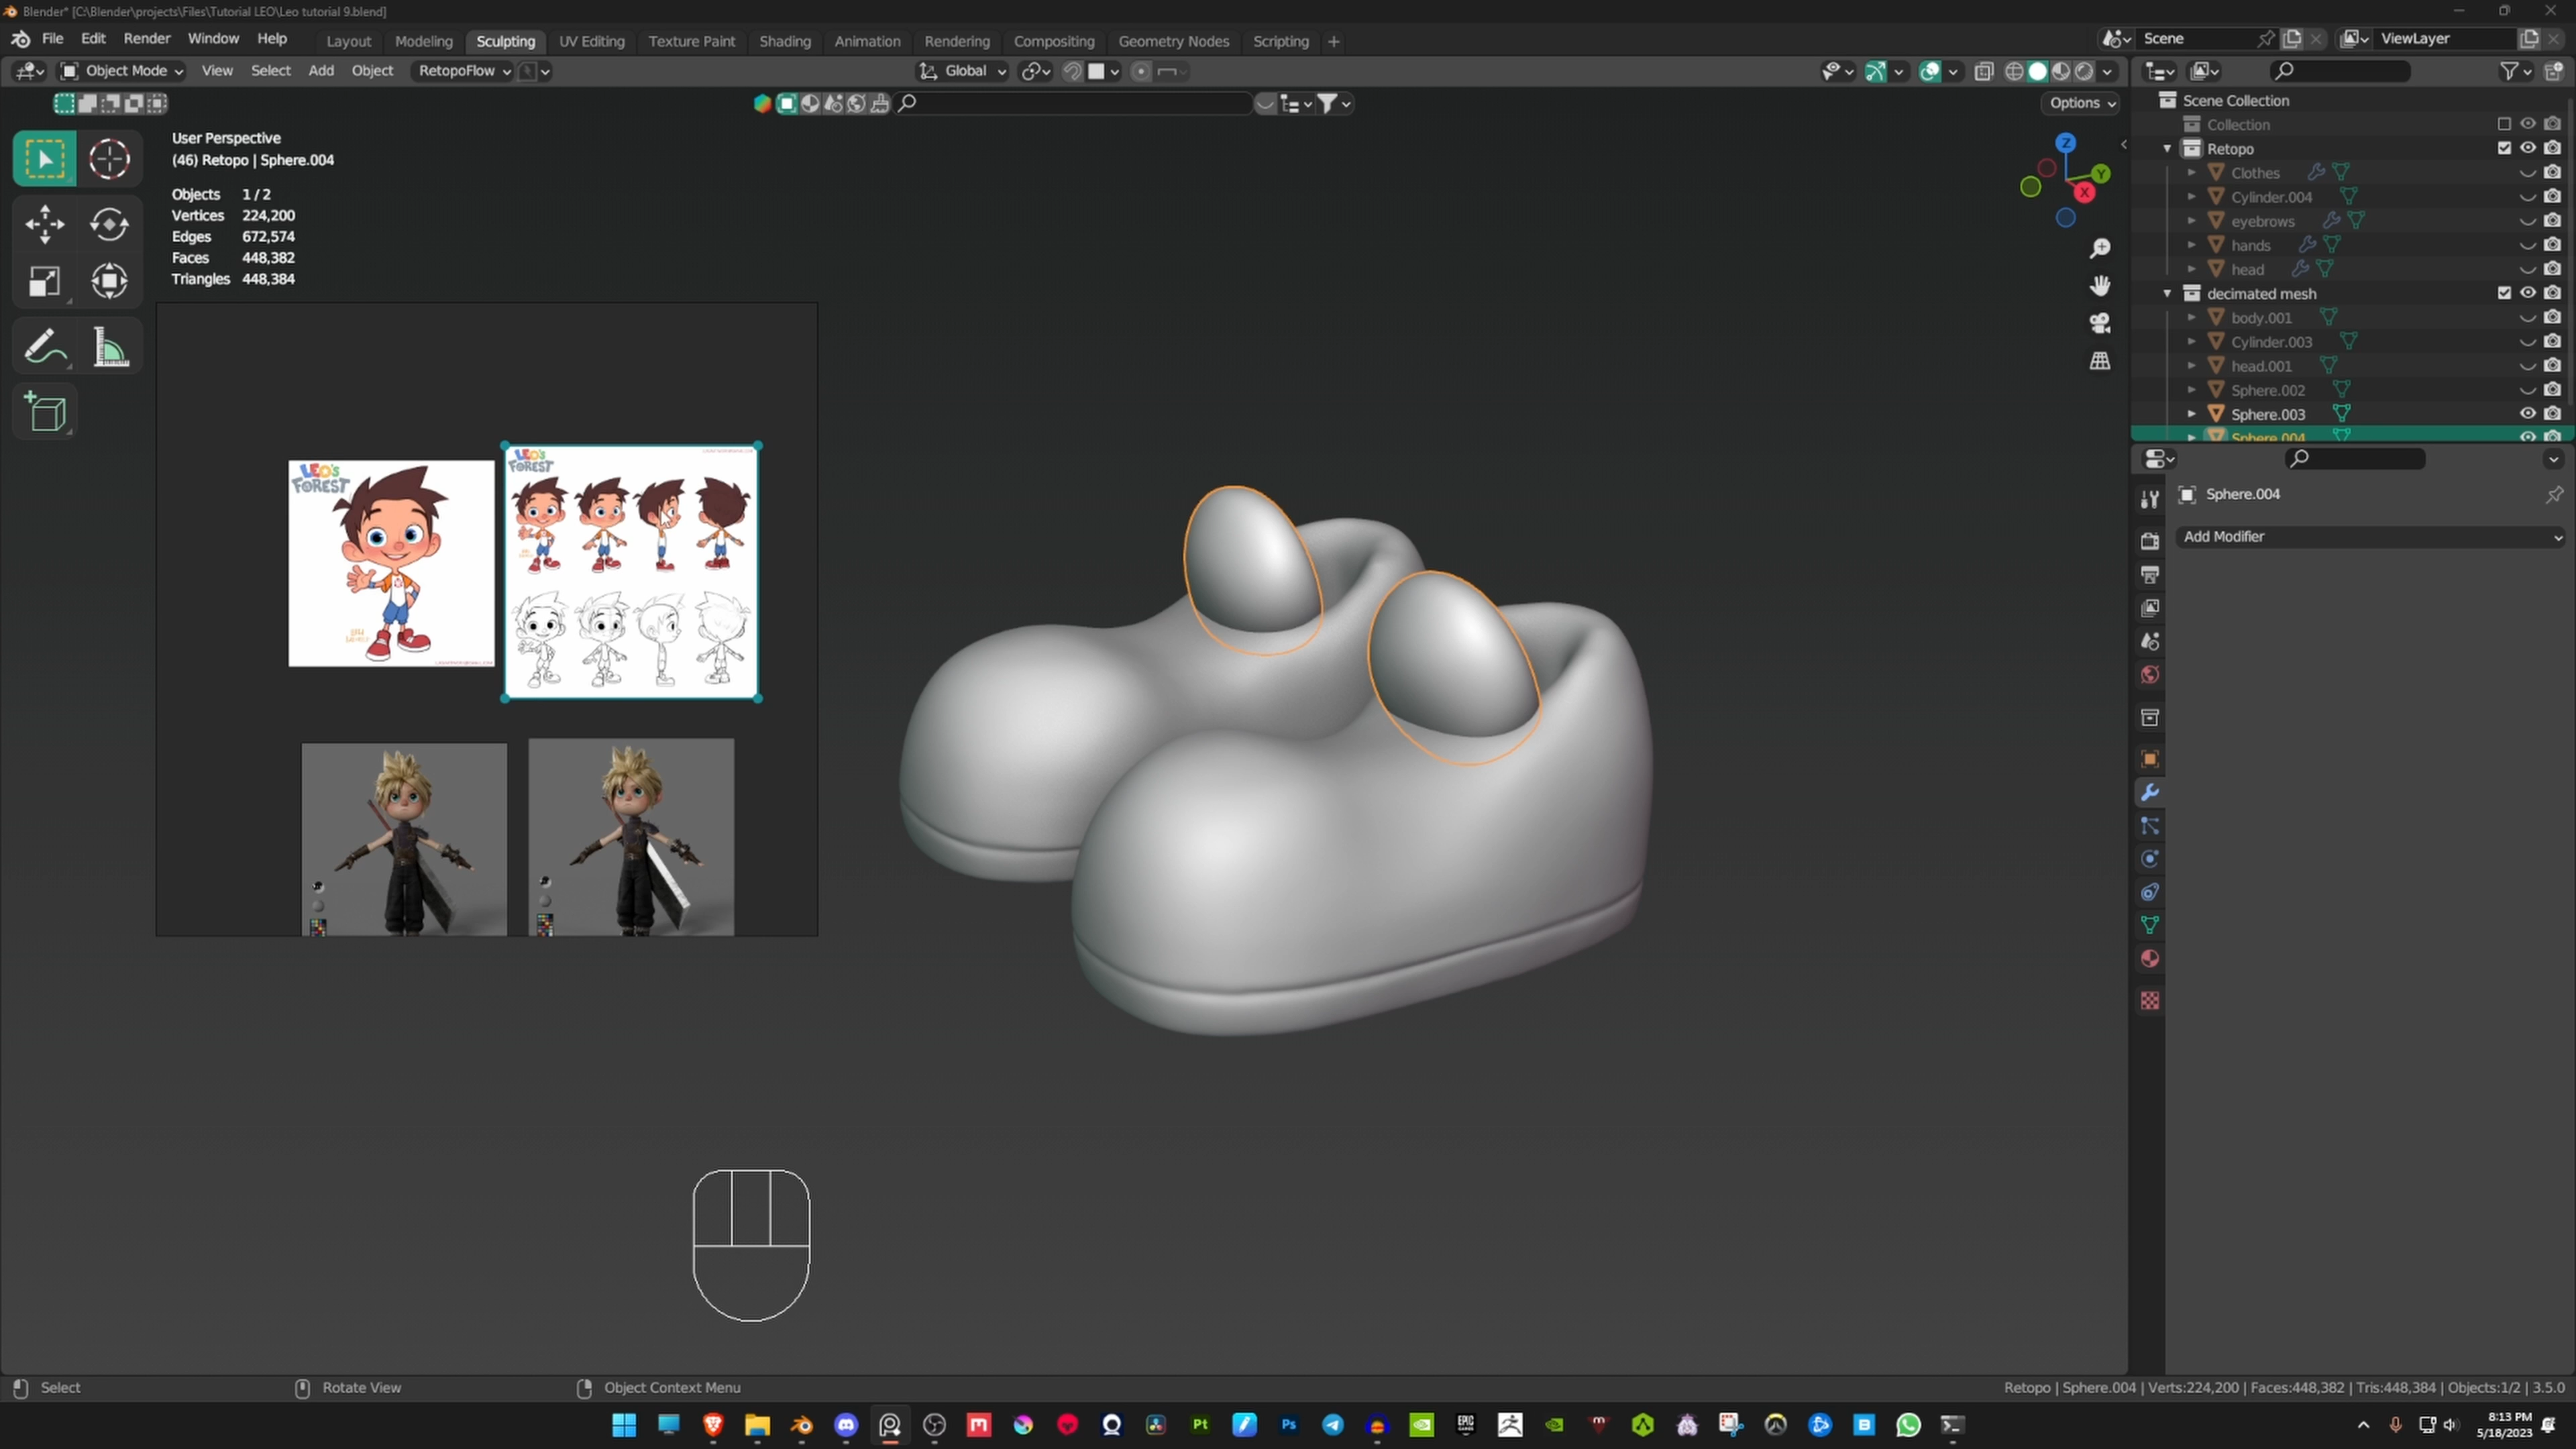 Blender* [C:\Blender\projects\Files\Tutorial LEO\Leo tutorial 9.blend]
File Edit Render Window Help
Layout Modeling Sculpting UV Editing Texture Paint Shading Animation Rendering Compositing Geometry Nodes Scripting +
Scene
ViewLayer
Object Mode View Select Add Object RetopoFlow
Global
Options
User Perspective
(46) Retopo | Sphere.004
Objects 1 / 2
Vertices 224,200
Edges 672,574
Faces 448,382
Triangles 448,384
LEO'S FOREST
LEO'S FOREST
Z
Y
X
Scene Collection
Collection
Retopo
Clothes
Cylinder.004
eyebrows
hands
head
decimated mesh
body.001
Cylinder.003
head.001
Sphere.002
Sphere.003
Sphere.004
Sphere.004
Add Modifier
Select
Rotate View
Object Context Menu
Retopo | Sphere.004 | Verts:224,200 | Faces:448,382 | Tris:448,384 | Objects:1/2 | 3.5.0
Pt
Ps
EPIC GAMES
8:13 PM
5/18/2023